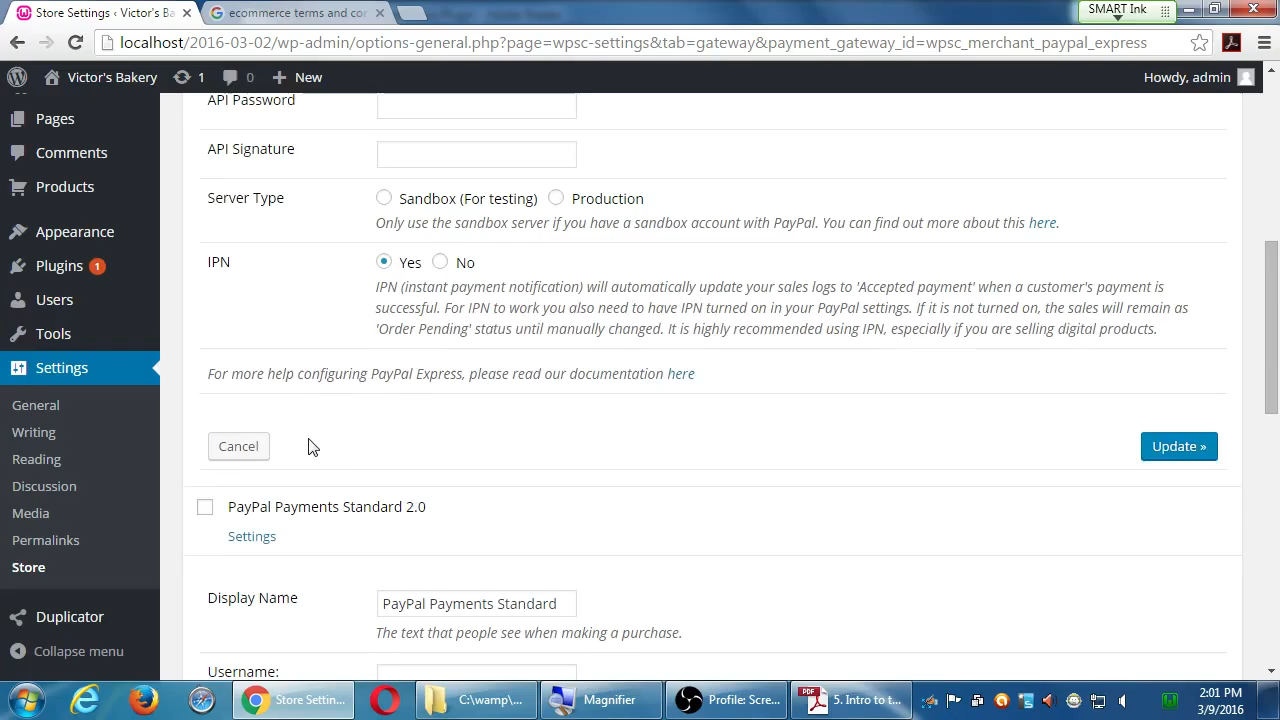 Store Settings ‹ Victor's Ba
ecommerce terms and cor
SMART Ink
localhost/2016-03-02/wp-admin/options-general.php?page=wpsc-settings&tab=gateway&payment_gateway_id=wpsc_merchant_paypal_express
Victor's Bakery 1 0 New Howdy, admin
Pages
Comments
Products
Appearance
Plugins 1
Users
Tools
Settings
General
Writing
Reading
Discussion
Media
Permalinks
Store
Duplicator
Collapse menu
API Password
API Signature
Server Type Sandbox (For testing) Production
Only use the sandbox server if you have a sandbox account with PayPal. You can find out more about this here.
IPN Yes No
IPN (instant payment notification) will automatically update your sales logs to 'Accepted payment' when a customer's payment is
successful. For IPN to work you also need to have IPN turned on in your PayPal settings. If it is not turned on, the sales will remain as
'Order Pending' status until manually changed. It is highly recommended using IPN, especially if you are selling digital products.
For more help configuring PayPal Express, please read our documentation here
Cancel Update »
PayPal Payments Standard 2.0
Settings
Display Name PayPal Payments Standard
The text that people see when making a purchase.
Username:
Store Settin... C:\wamp\... Magnifier Profile: Scre... PDF 5. Intro to t...
2:01 PM
3/9/2016